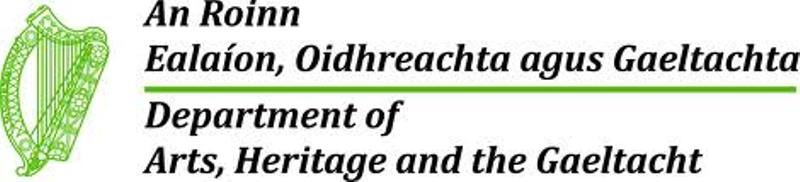 An Roinn
Ealaíon, Oidhreachta agus Gaeltachta
Department of
Arts, Heritage and the Gaeltacht